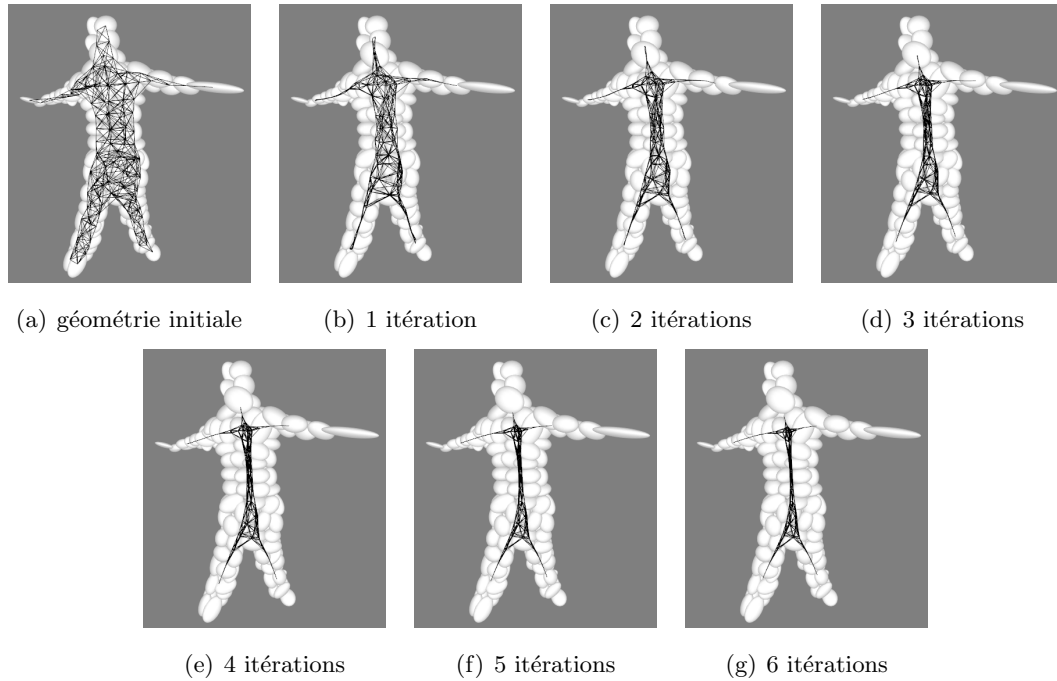 (a) géométrie initiale
(b) 1 itération
(c) 2 itérations
(d) 3 itérations
(e) 4 itérations
(f) 5 itérations
(g) 6 itérations